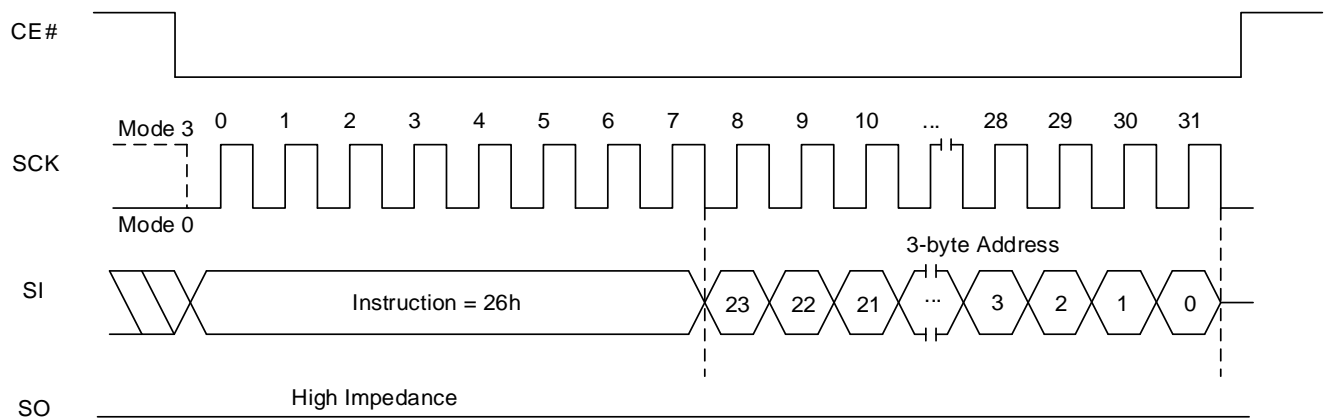 CE#
Mode 3 0 1 2 3 4 5 6 7 8 9 10 ... 28 29 30 31
SCK
Mode 0
3-byte Address
SI Instruction = 26h 23 22 21 ... 3 2 1 0
High Impedance
SO